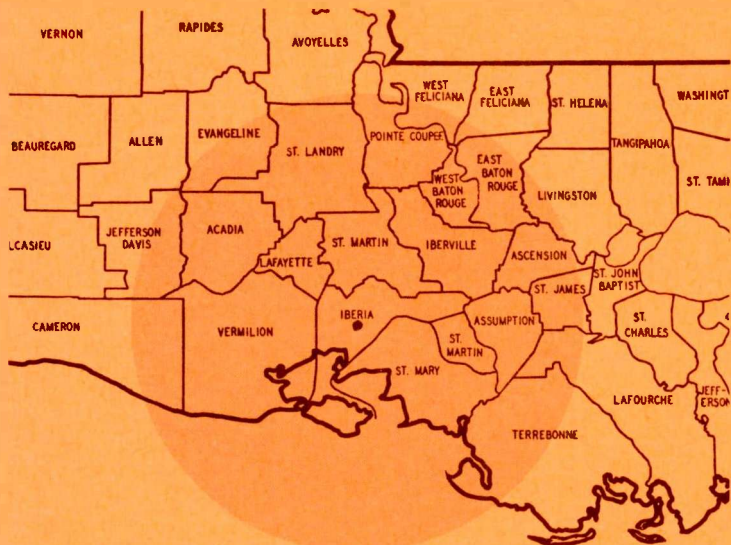 VERNON
RAPIDES
AVOYELLES
WEST
FELICIANA
EAST
FELICIANA
ST. HELENA
WASHINGT
BEAUREGARD
ALLEN
EVANGELINE
ST. LANDRY
POINTE COUPEE
WEST
BATON
ROUGE
EAST
BATON
ROUGE
LIVINGSTON
TANGIPAHOA
ST. TAMM
LCASIEU
JEFFERSON
DAVIS
ACADIA
LAFAYETTE
ST. MARTIN
IBERVILLE
ASCENSION
ST. JAMES
ST. JOHN
BAPTIST
CAMERON
VERMILION
IBERIA
ST. MARY
ST.
MARTIN
ASSUMPTION
ST.
CHARLES
TERREBONNE
LAFOURCHE
JEFF-
ERSON